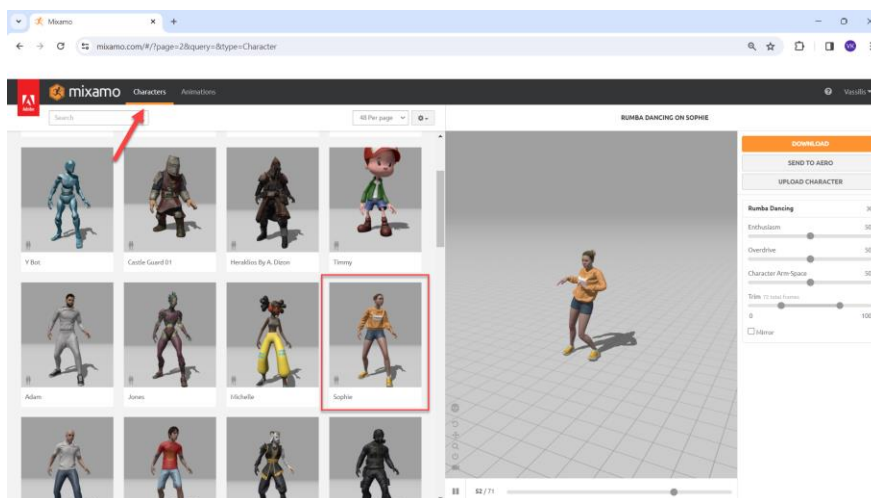 Mixamo
mixamo.com/#/?page=2&query=&type=Character
VK
Adobe
mixamo
Characters
Animations
Vassilis
Search
48 Per page
RUMBA DANCING ON SOPHIE
DOWNLOAD
SEND TO AERO
UPLOAD CHARACTER
Y Bot
Castle Guard 01
Heraklios By A. Dizon
Timmy
Rumba Dancing
Enthusiasm
Overdrive
Character Arm-Space
Trim
0
Mirror
Adam
Jones
Michelle
Sophie
52 / 71